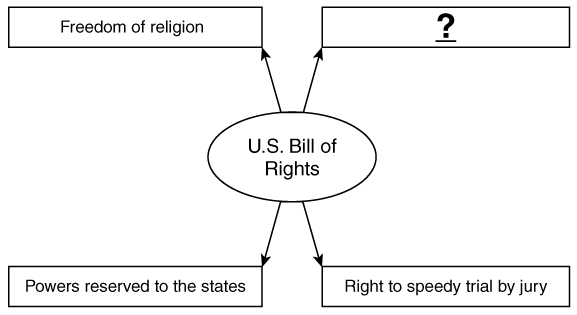 Freedom of religion
?
U.S. Bill of
Rights
Powers reserved to the states
Right to speedy trial by jury